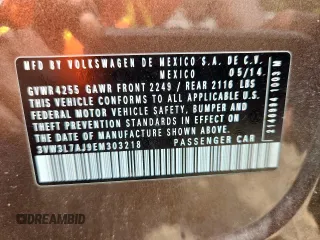 MFD BY VOLKSWAGEN DE MEXICO S.A. DE C.V.
MEXICO 05/14
GVWR 4255 GAWR FRONT 2249 / REAR 2116 LBS
THIS VEHICLE CONFORMS TO ALL APPLICABLE U.S.
FEDERAL MOTOR VEHICLE SAFETY, BUMPER, AND
THEFT PREVENTION STANDARDS IN EFFECT ON THE
DATE OF MANUFACTURE SHOWN ABOVE
3VW3L7AJ9EM303218 PASSENGER CAR
DREAMBID